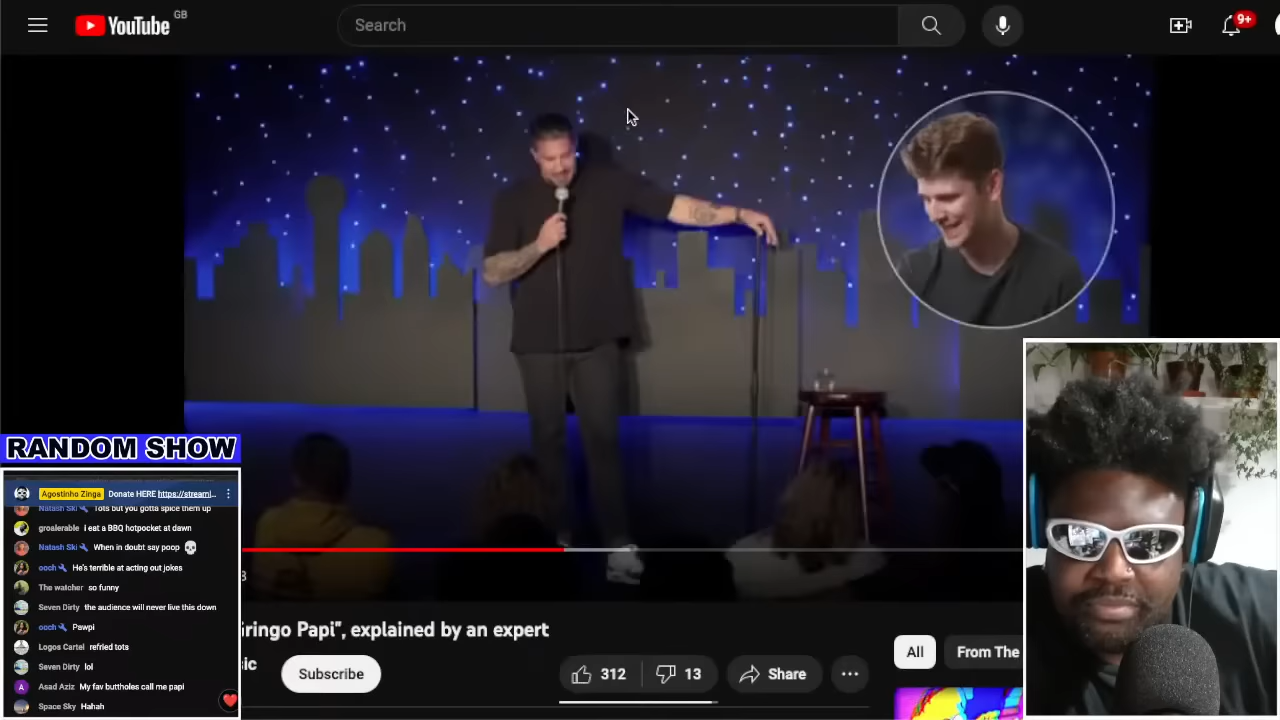 YouTube
GB
Search
9+
RANDOM SHOW
Agostinho Zinga Donate HERE https://streaml...
Natash Ski Tots but you gotta spice them up
groalerable i eat a BBQ hotpocket at dawn
Natash Ski When in doubt say poop
ooch He's terrible at acting out jokes
The watcher so funny
Seven Dirty the audience will never live this down
ooch Pawpi
Logos Cartel refried tots
Seven Dirty lol
A Asad Aziz My fav buttholes call me papi
Space Sky Hahah
ringo Papi", explained by an expert
ic
Subscribe
312
13
Share
All
From The